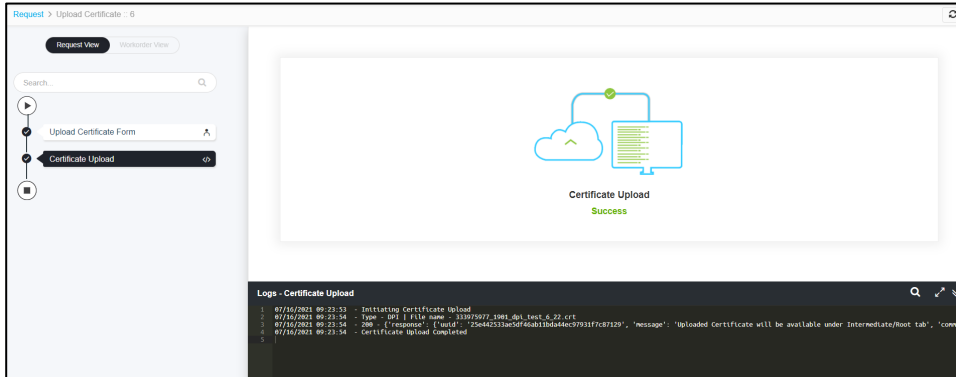 Request > Upload Certificate :: 6
Request View Workorder View
Search..
Upload Certificate Form
Certificate Upload </>
Certificate Upload
Success
Logs - Certificate Upload
1 07/16/2021 09:23:53 - Initiating Certificate Upload
2 07/16/2021 09:23:54 - Type - DPI | File name - 333975977_1901_dpi_test_6_22.crt
3 07/16/2021 09:23:54 - 200 - {'response': {'uuid': '25e442533ae5df46ab11bda44ec97931f7c87129', 'message': 'Uploaded Certificate will be available under Intermediate/Root tab', 'comm
4 07/16/2021 09:23:54 - Certificate Upload Completed
5